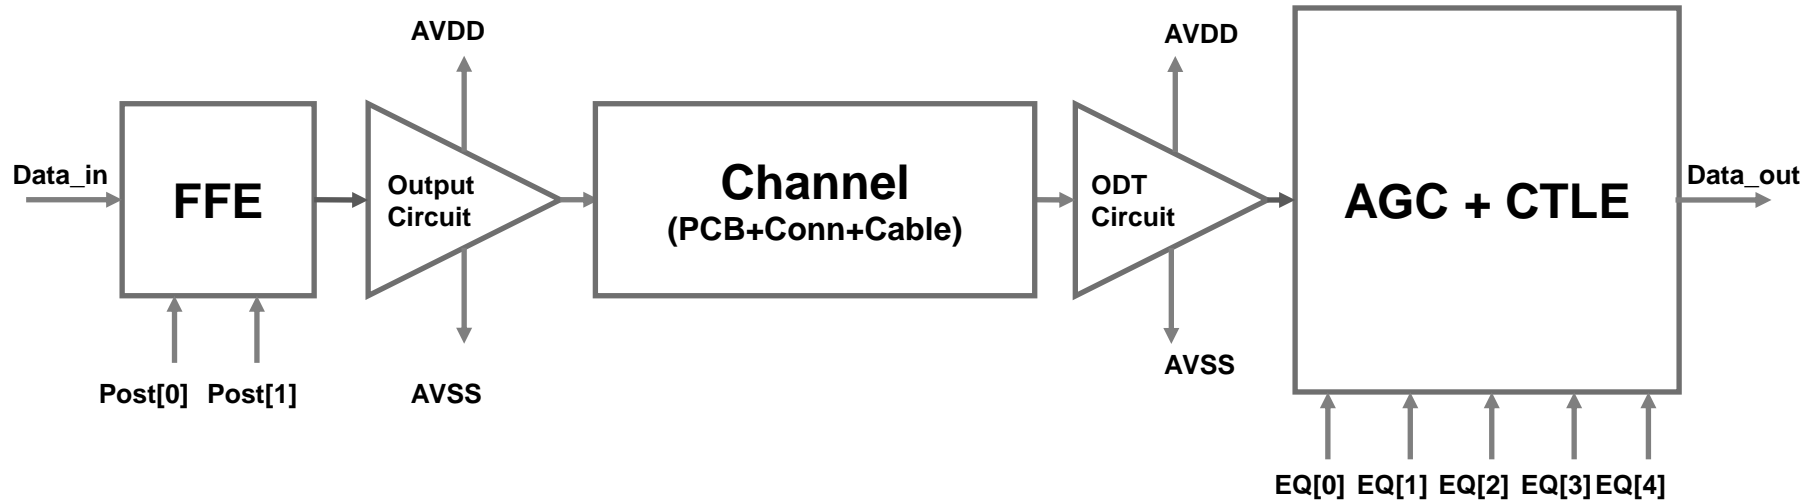 AVDD
AVDD
Data_in
FFE
Output
Circuit
Channel
(PCB+Conn+Cable)
ODT
Circuit
AGC + CTLE
Data_out
Post[0]
Post[1]
AVSS
AVSS
EQ[0]
EQ[1]
EQ[2]
EQ[3]
EQ[4]